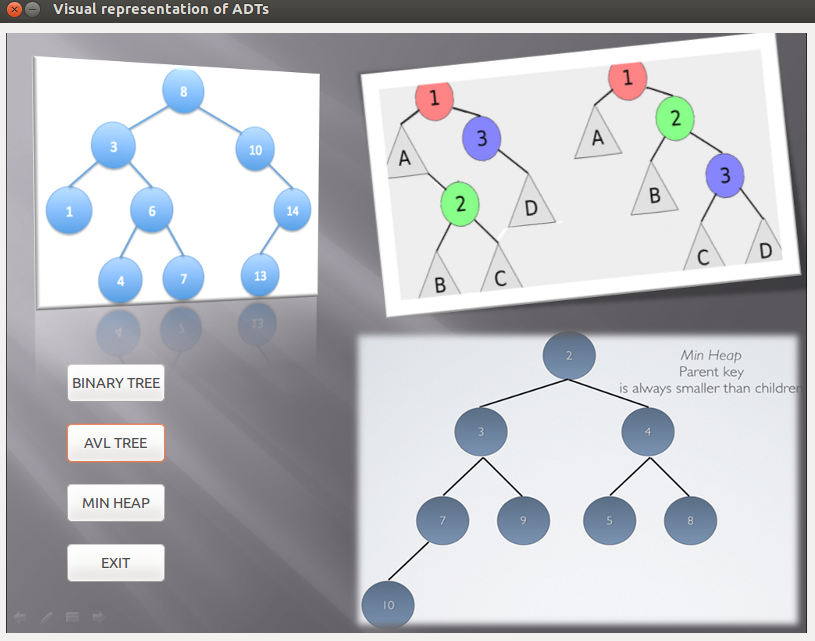 Visual representation of ADTs
8
3
10
1
6
14
4
7
13
1
A
3
2
D
B
C
1
A
2
B
3
C
D
BINARY TREE
AVL TREE
MIN HEAP
EXIT
Min Heap
Parent key
is always smaller than children
2
3
4
7
9
5
8
10